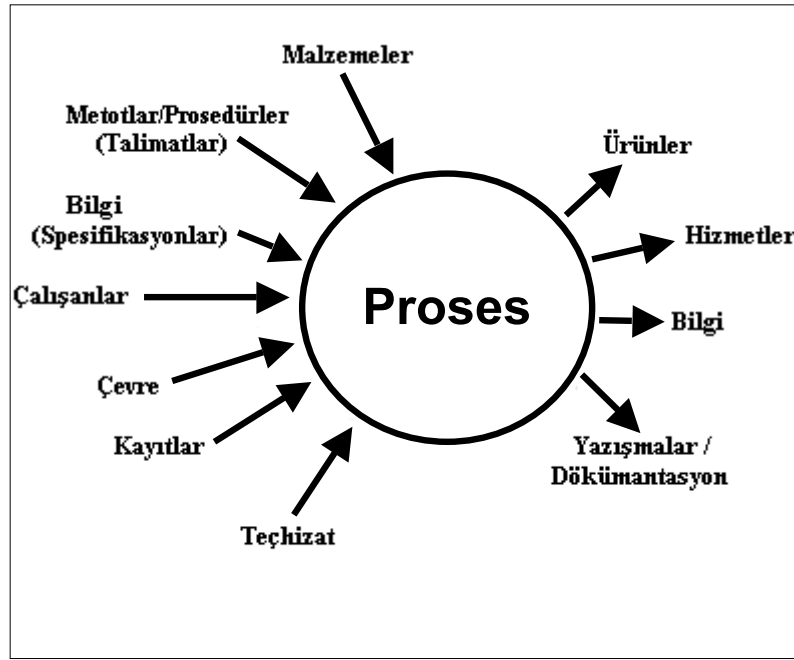 Malzemeler
Metotlar/Prosedürler
(Talimatlar)
Bilgi
(Spesifikasyonlar)
Çalışanlar
Çevre
Kayıtlar
Teçhizat
Proses
Ürünler
Hizmetler
Bilgi
Yazışmalar /
Dökümantasyon